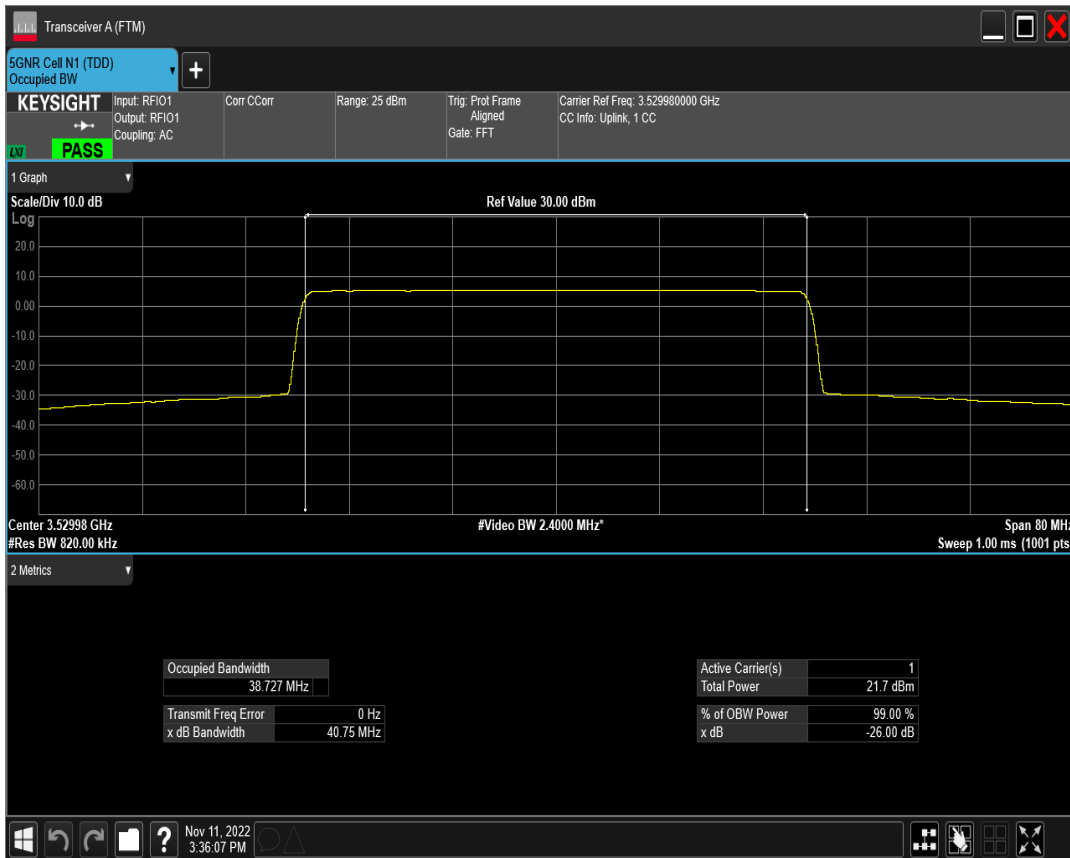 Transceiver A (FTM)
5GNR Cell N1 (TDD)
Occupied BW
+
KEYSIGHT
LXI
PASS
Input: RFIO1
Output: RFIO1
Coupling: AC
Corr CCorr
Range: 25 dBm
Trig: Prot Frame
Aligned
Gate: FFT
Carrier Ref Freq: 3.529980000 GHz
CC Info: Uplink, 1 CC
1 Graph
Scale/Div 10.0 dB
Ref Value 30.00 dBm
Log
20.0
10.0
0.00
-10.0
-20.0
-30.0
-40.0
-50.0
-60.0
Center 3.52998 GHz
#Video BW 2.4000 MHz*
Span 80 MHz
#Res BW 820.00 kHz
Sweep 1.00 ms (1001 pts
2 Metrics
Occupied Bandwidth
38.727 MHz
Transmit Freq Error 0 Hz
x dB Bandwidth 40.75 MHz
Active Carrier(s) 1
Total Power 21.7 dBm
% of OBW Power 99.00 %
x dB -26.00 dB
?
Nov 11, 2022
3:36:07 PM